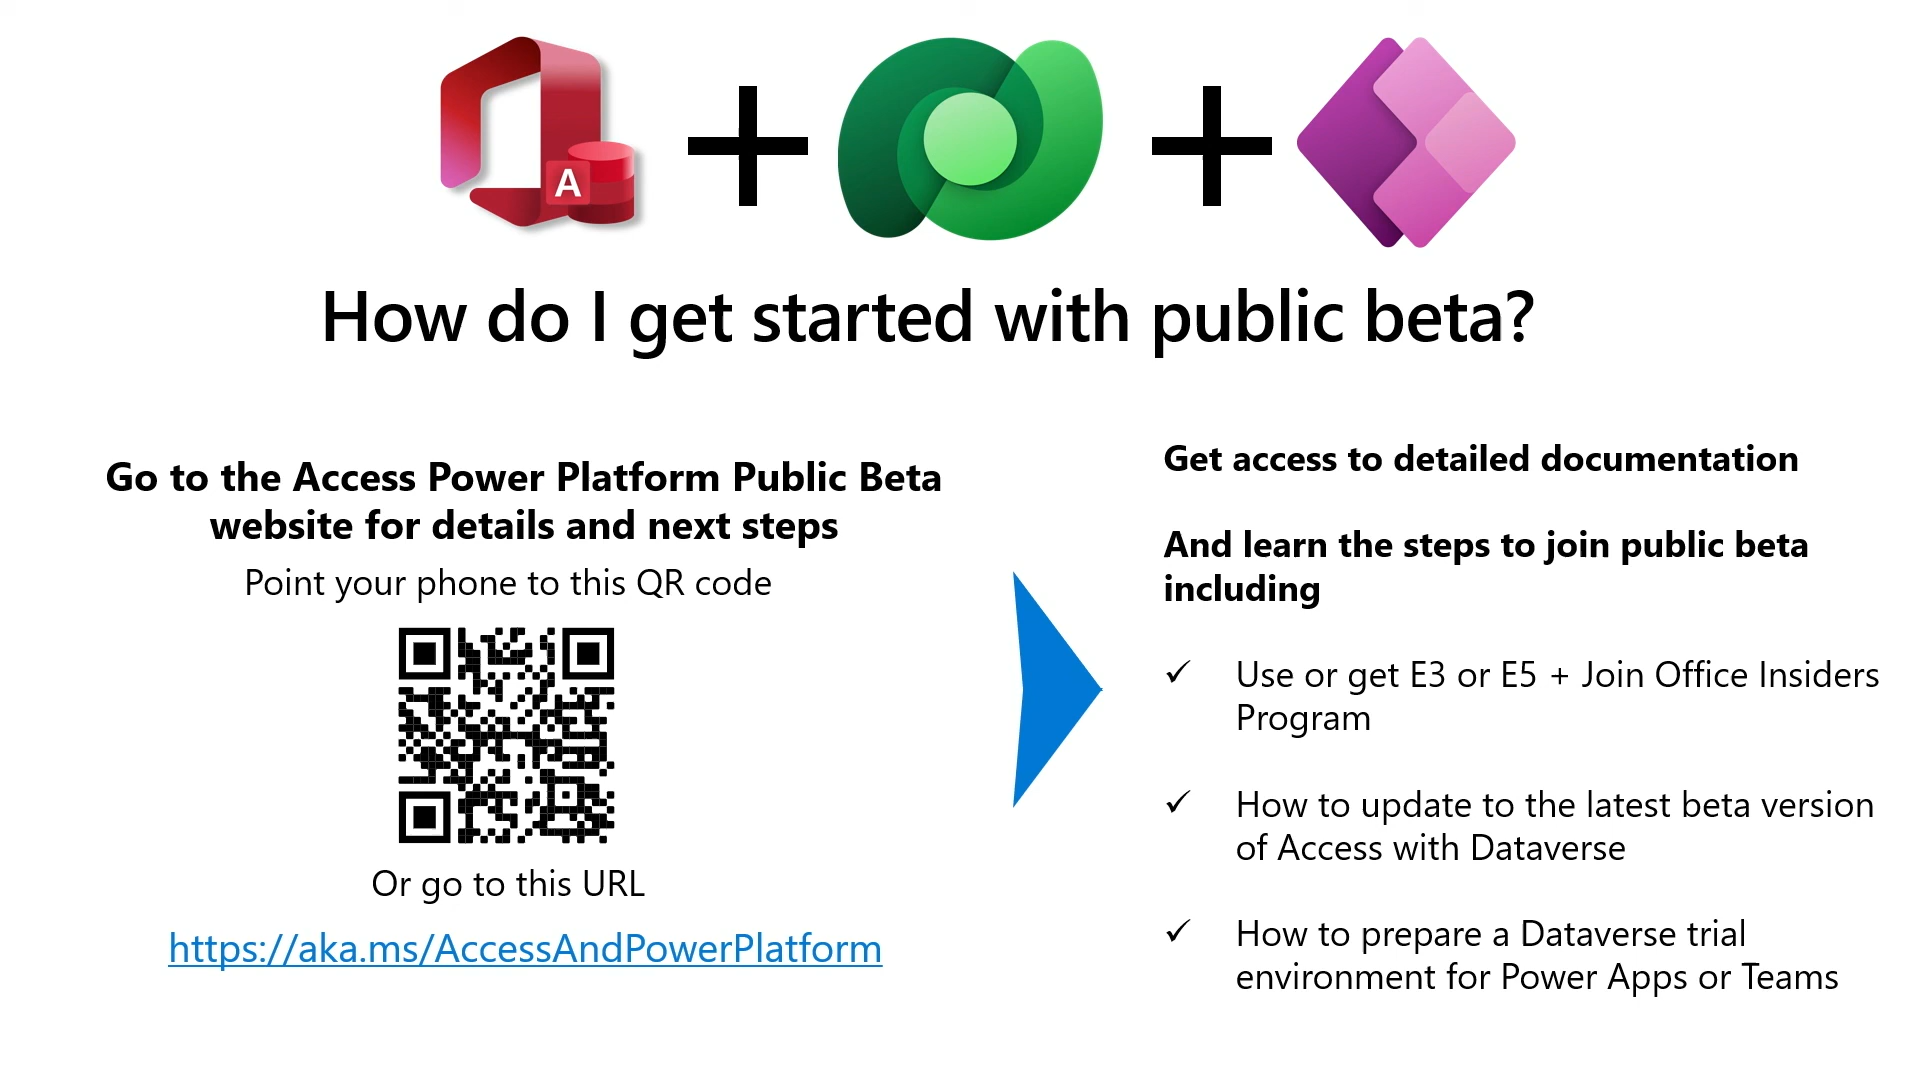 A
How do I get started with public beta?
Go to the Access Power Platform Public Beta
website for details and next steps
Point your phone to this QR code
Or go to this URL
https://aka.ms/AccessAndPowerPlatform
Get access to detailed documentation
And learn the steps to join public beta
including
✓ Use or get E3 or E5 + Join Office Insiders
Program
✓ How to update to the latest beta version
of Access with Dataverse
✓ How to prepare a Dataverse trial
environment for Power Apps or Teams